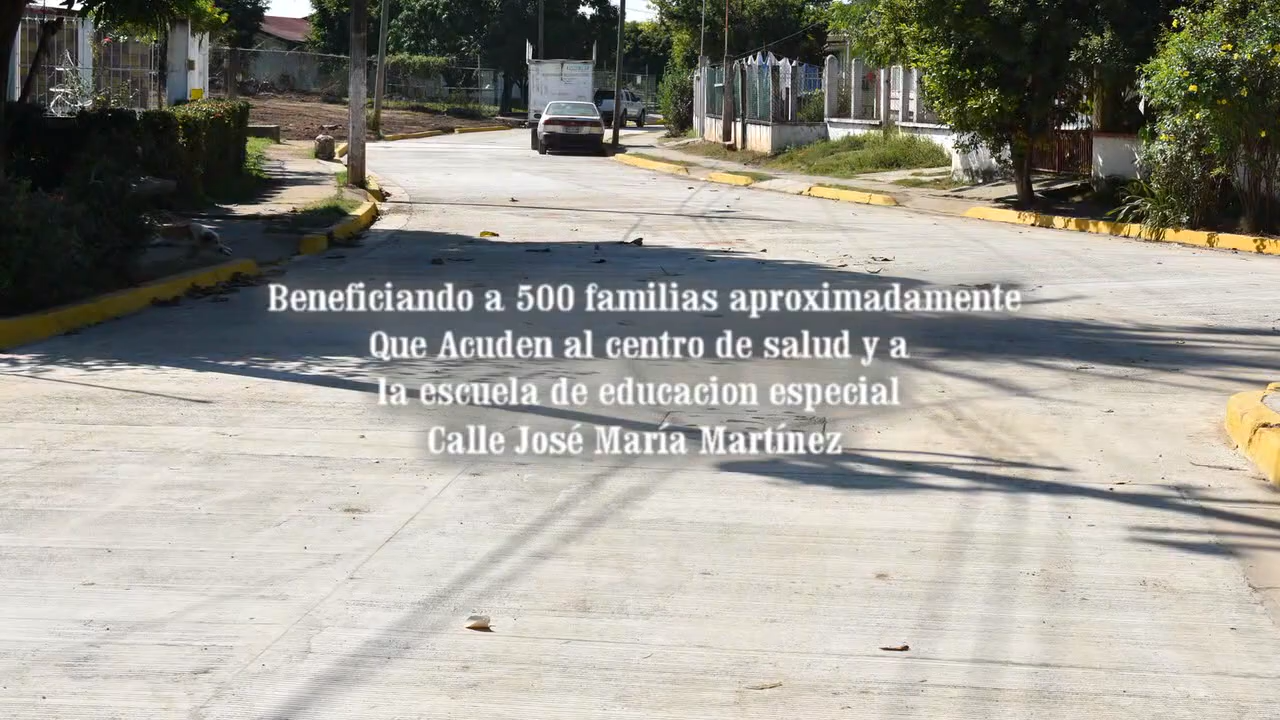 Beneficiando a 500 familias aproximadamente
Que Acuden al centro de salud y a
la escuela de educacion especial
Calle José María Martínez